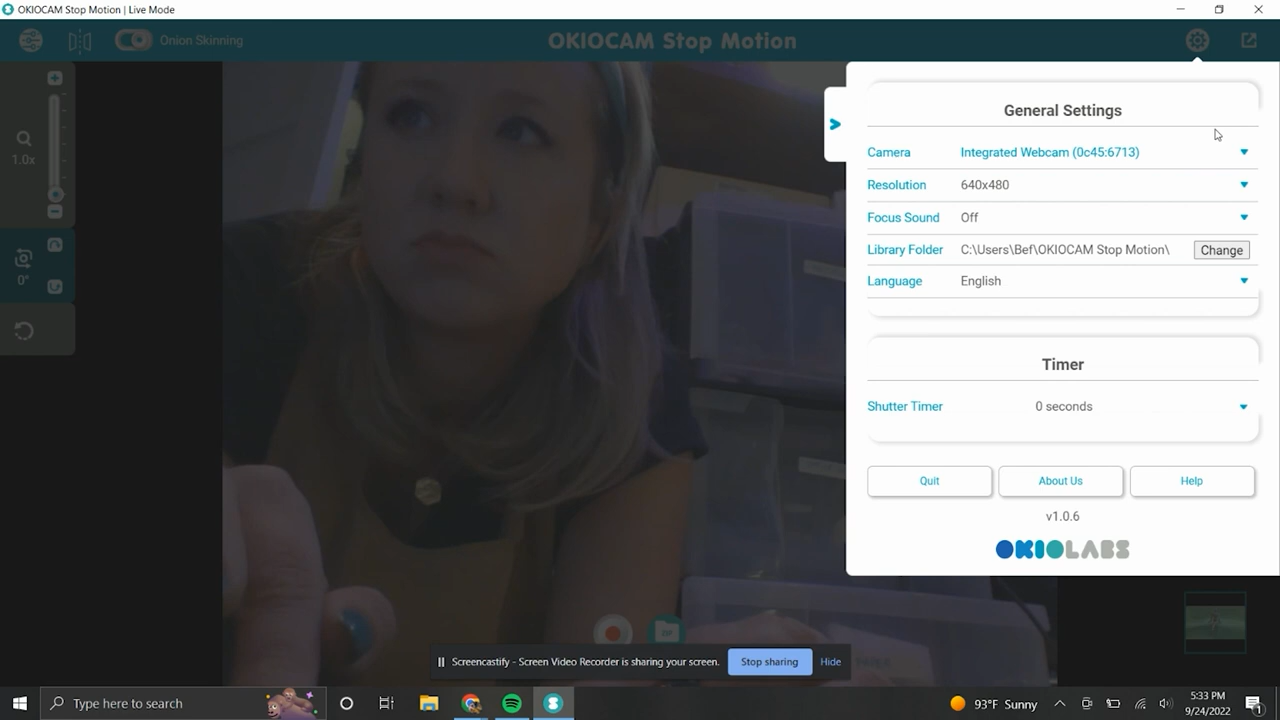 OKIOCAM Stop Motion | Live Mode
Onion Skinning
OKIOCAM Stop Motion
1.0x
0°
General Settings
Camera Integrated Webcam (0c45:6713)
Resolution 640x480
Focus Sound Off
Library Folder C:\Users\Bef\OKIOCAM Stop Motion\ Change
Language English
Timer
Shutter Timer 0 seconds
Quit About Us Help
v1.0.6
OKIOLABS
ZIP
Screencastify - Screen Video Recorder is sharing your screen. Stop sharing Hide
Type here to search
93°F Sunny
5:33 PM
9/24/2022
1